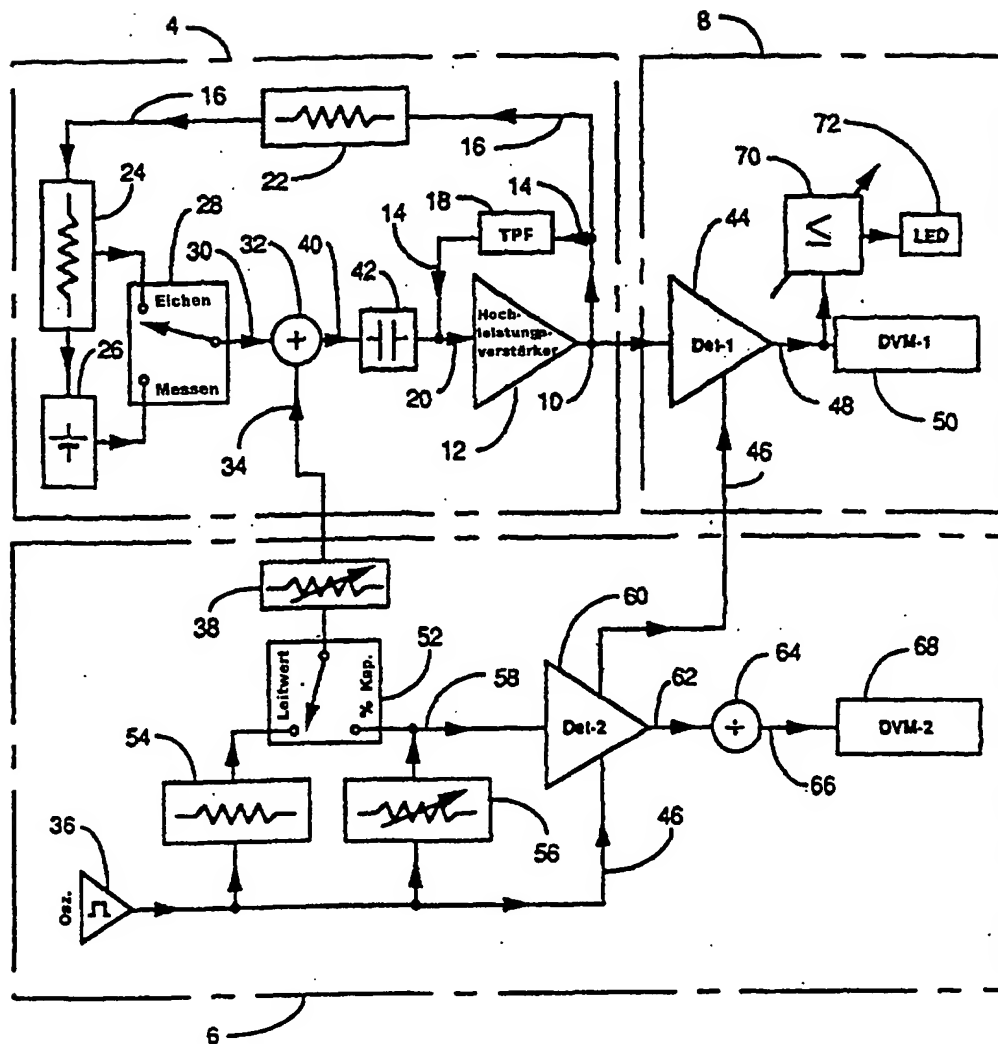 4
8
16
16
72
24
22
70
28
18
14
44
30
32
14
40
TPF
LED
42
≤
Eichen
Hoch-
leistungs-
verstärker
+
Det-1
DVM-1
26
Messen
20
10
48
50
34
12
46
38
60
52
64
68
Leitwert
% Kap.
58
62
54
Det-2
÷
DVM-2
66
36
56
46
Osz.
6